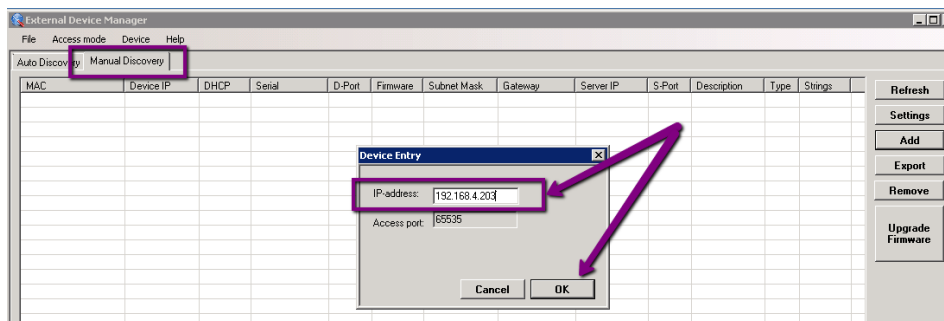 External Device Manager
File Access mode Device Help
Auto Discovery Manual Discovery
MAC Device IP DHCP Serial D-Port Firmware Subnet Mask Gateway Server IP S-Port Description Type Strings
Refresh
Settings
Add
Export
Remove
Upgrade
Firmware
Device Entry
IP-address: 192.168.4.203
Access port: 65535
Cancel OK